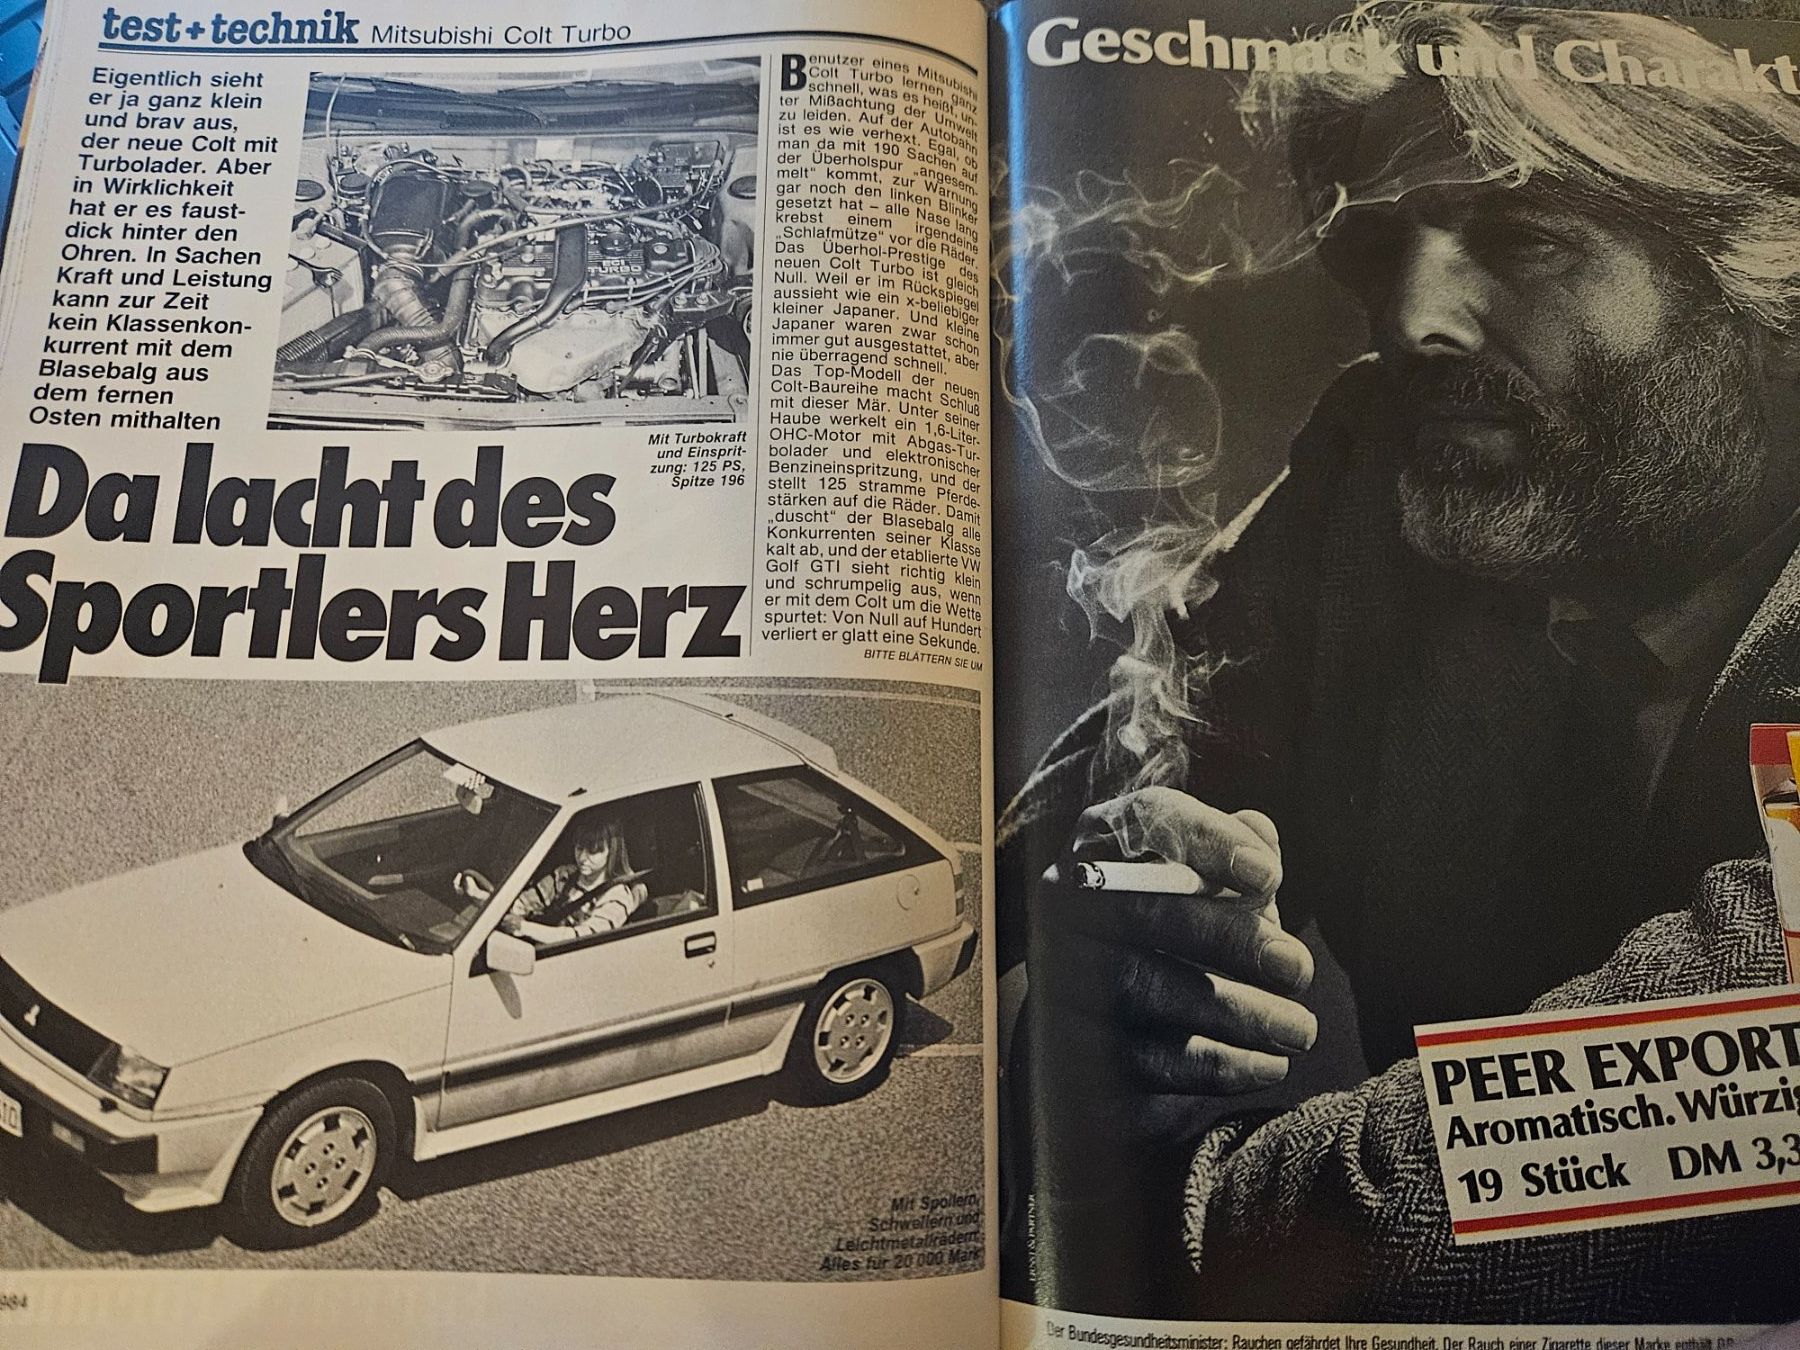 test+technik Mitsubishi Colt Turbo
Eigentlich sieht
er ja ganz klein
und brav aus,
der neue Colt mit
Turbolader. Aber
in Wirklichkeit
hat er es faust-
dick hinter den
Ohren. In Sachen
Kraft und Leistung
kann zur Zeit
kein Klassenkon-
kurrent mit dem
Blasebalg aus
dem fernen
Osten mithalten
ECI
TURBO
Mit Turbokraft
und Einsprit-
zung: 125 PS,
Spitze 196
Da lacht des
Sportlers Herz
Benutzer eines Mitsubishi
Colt Turbo lernen ganz
schnell, was es heißt, un-
ter Mißachtung der Umwelt
zu leiden. Auf der Autobahn
ist es wie verhext. Egal, ob
man da mit 190 Sachen auf
der Überholspur „angesem-
melt“ kommt, zur Warnung
gar noch den linken Blinker
gesetzt hat – alle Nase lang
krebst einem irgendeine
„Schlafmütze“ vor die Räder.
Das Überhol-Prestige des
neuen Colt Turbo ist gleich
Null. Weil er im Rückspiegel
aussieht wie ein x-beliebiger
kleiner Japaner. Und kleine
Japaner waren zwar schon
immer gut ausgestattet, aber
nie überragend schnell.
Das Top-Modell der neuen
Colt-Baureihe macht Schluß
mit dieser Mär. Unter seiner
Haube werkelt ein 1,6-Liter-
OHC-Motor mit Abgas-Tur-
bolader und elektronischer
Benzineinspritzung, und der
stellt 125 stramme Pferde-
stärken auf die Räder. Damit
„duscht“ der Blasebalg alle
Konkurrenten seiner Klasse
kalt ab, und der etablierte VW
Golf GTI sieht richtig klein
und schrumpelig aus, wenn
er mit dem Colt um die Wette
spurtet: Von Null auf Hundert
verliert er glatt eine Sekunde.
BITTE BLÄTTERN SIE UM
Mit Spoilern,
Schwellern und
Leichtmetallrädern:
Alles für 20 000 Mark
984
Geschmack und Charakt
PEER EXPORT
Aromatisch. Würzig
19 Stück DM 3,3
Der Bundesgesundheitsminister: Rauchen gefährdet Ihre Gesundheit. Der Rauch einer Zigarette dieser Marke enthält